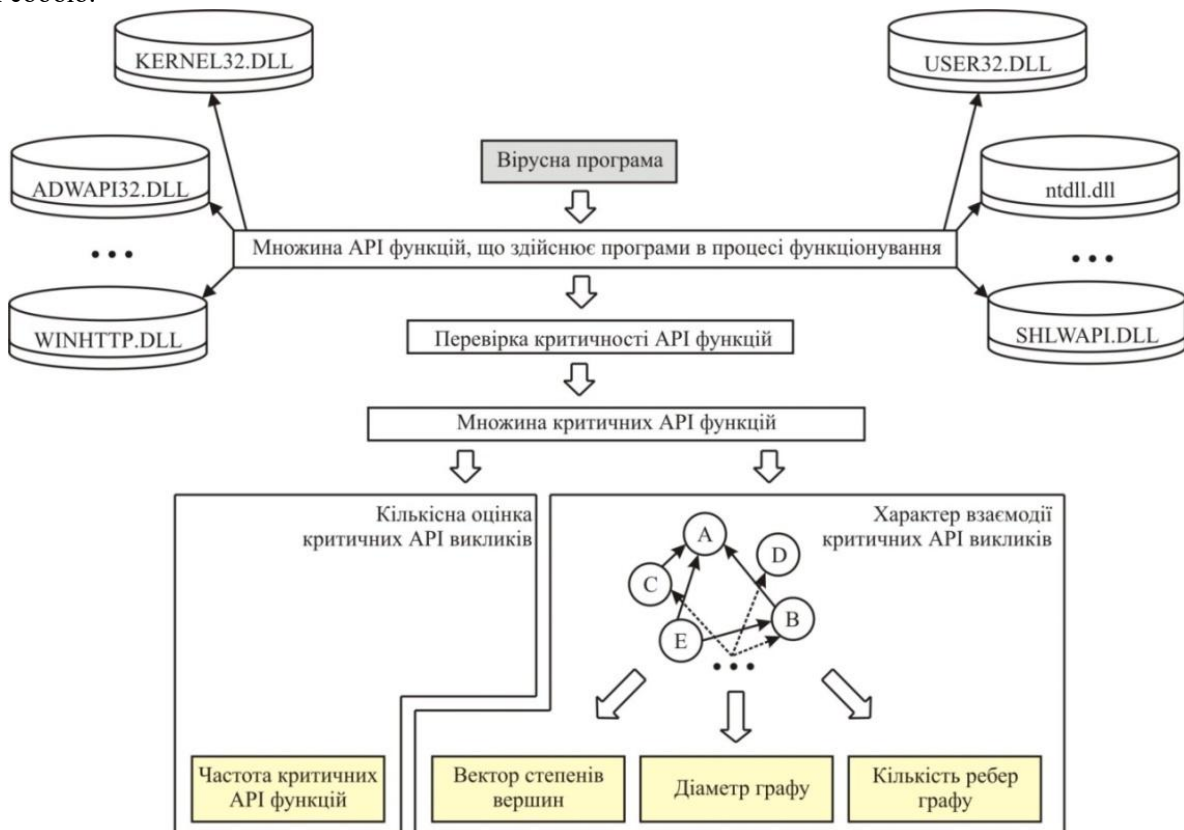 KERNEL32.DLL
USER32.DLL
Вірусна програма
ADWAPI32.DLL
ntdll.dll
Множина API функцій, що здійснює програми в процесі функціонування
WINHTTP.DLL
SHLWAPI.DLL
Перевірка критичності API функцій
Множина критичних API функцій
Кількісна оцінка
критичних API викликів
Характер взаємодії
критичних API викликів
A
D
C
B
E
Частота критичних
API функцій
Вектор степенів
вершин
Діаметр графу
Кількість ребер
графу